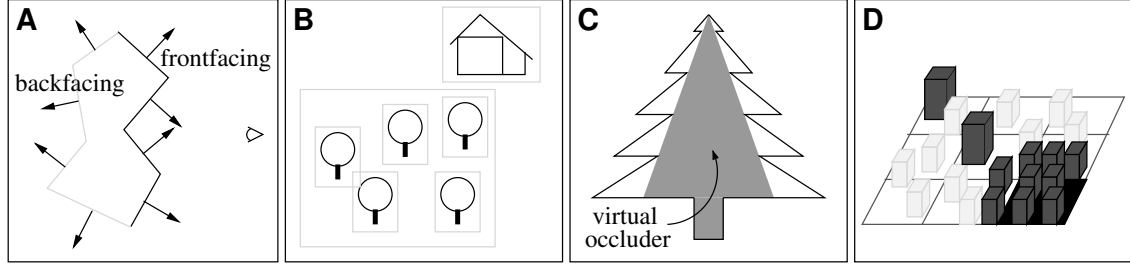 A
frontfacing
backfacing
B
C
virtual
occluder
D